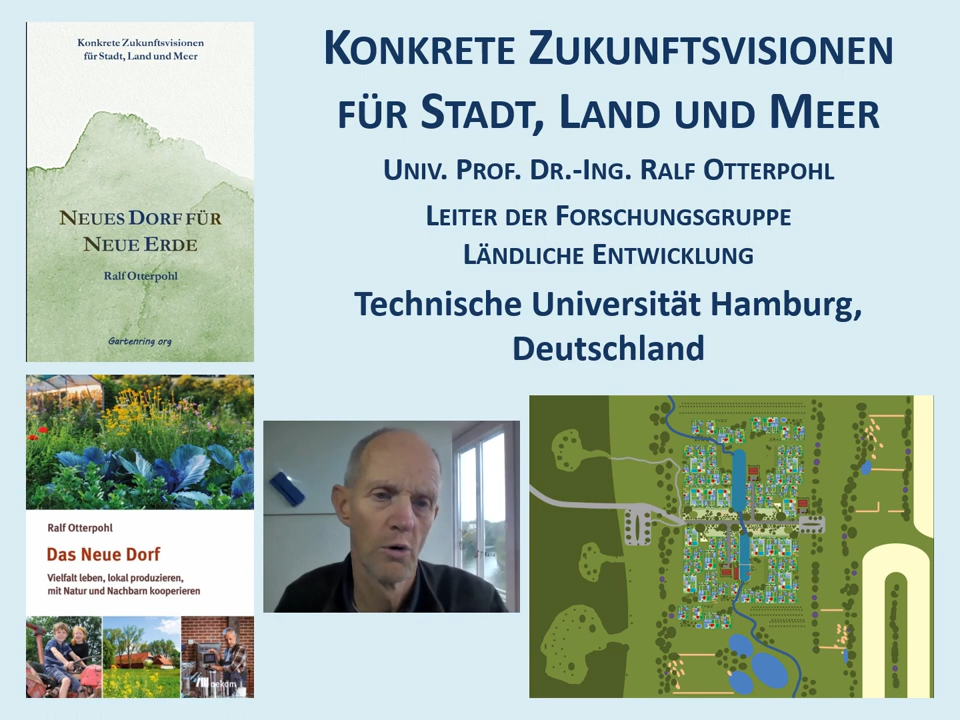 Konkrete Zukunftsvisionen
für Stadt, Land und Meer
Neues Dorf für
Neue Erde
Ralf Otterpohl
Gartenring org
Konkrete Zukunftsvisionen
für Stadt, Land und Meer
Univ. Prof. Dr.-Ing. Ralf Otterpohl
Leiter der Forschungsgruppe
Ländliche Entwicklung
Technische Universität Hamburg,
Deutschland
Ralf Otterpohl
Das Neue Dorf
Vielfalt leben, lokal produzieren,
mit Natur und Nachbarn kooperieren
oekom